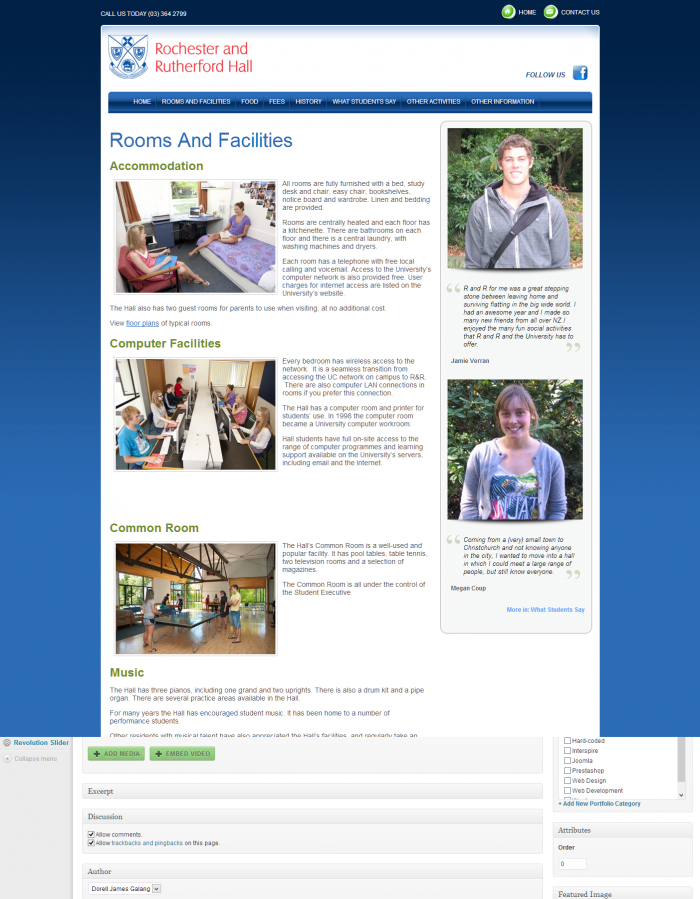 CALL US TODAY (03) 364 2799
HOME
CONTACT US
Rochester and
Rutherford Hall
FOLLOW US
HOME
ROOMS AND FACILITIES
FOOD
FEES
HISTORY
WHAT STUDENTS SAY
OTHER ACTIVITIES
OTHER INFORMATION
Rooms And Facilities
Accommodation
All rooms are fully furnished with a bed, study
desk and chair, easy chair, bookshelves,
notice board and wardrobe. Linen and bedding
are provided.
Rooms are centrally heated and each floor has
a kitchenette. There are bathrooms on each
floor and there is a central laundry, with
washing machines and dryers.
Each room has a telephone with free local
calling and voicemail. Access to the University's
computer network is also provided free. User
charges for internet access are listed on the
University's website.
The Hall also has two guest rooms for parents to use when visiting, at no additional cost.
View floor plans of typical rooms.
Computer Facilities
Every bedroom has wireless access to the
network. It is a seamless transition from
accessing the UC network on campus to R&R.
There are also computer LAN connections in
rooms if you prefer this connection.
The Hall has a computer room and printer for
students' use. In 1998 the computer room
became a University computer workroom.
Hall students have full on-site access to the
range of computer programmes and learning
support available on the University's servers,
including email and the Internet.
Common Room
The Hall's Common Room is a well-used and
popular facility. It has pool tables, table tennis,
two television rooms and a selection of
magazines.
The Common Room is all under the control of
the Student Executive.
Music
The Hall has three pianos, including one grand and two uprights. There is also a drum kit and a pipe
organ. There are several practice areas available in the Hall.
For many years the Hall has encouraged student music. It has been home to a number of
performance students.
Other residents with musical talent have also appreciated the Hall's facilities, and regularly take an
R and R for me was a great stepping
stone between leaving home and
surviving flatting in the big wide world. I
had an awesome year and I made so
many new friends from all over NZ.I
enjoyed the many fun social activities
that R and R and the University has to
offer.
Jamie Verran
Coming from a (very) small town to
Christchurch and not knowing anyone
in the city, I wanted to move into a hall
in which I could meet a large range of
people, but still know everyone.
Megan Coup
More in: What Students Say
Revolution Slider
Collapse menu
ADD MEDIA
EMBED VIDEO
Excerpt
Discussion
Allow comments.
Allow trackbacks and pingbacks on this page.
Author
Dorell James Galang
Hard-coded
Interspire
Joomla
Prestashop
Web Design
Web Development
+ Add New Portfolio Category
Attributes
Order
0
Featured Image